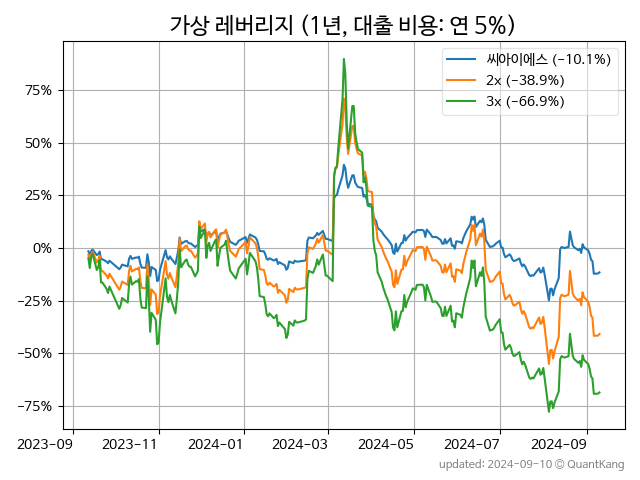 가상 레버리지 (1년, 대출 비용: 연 5%)
씨아이에스 (-10.1%)
2x (-38.9%)
3x (-66.9%)
75%
50%
25%
0%
−25%
−50%
−75%
2023-09 2023-11 2024-01 2024-03 2024-05 2024-07 2024-09
updated: 2024-09-10 © QuantKang